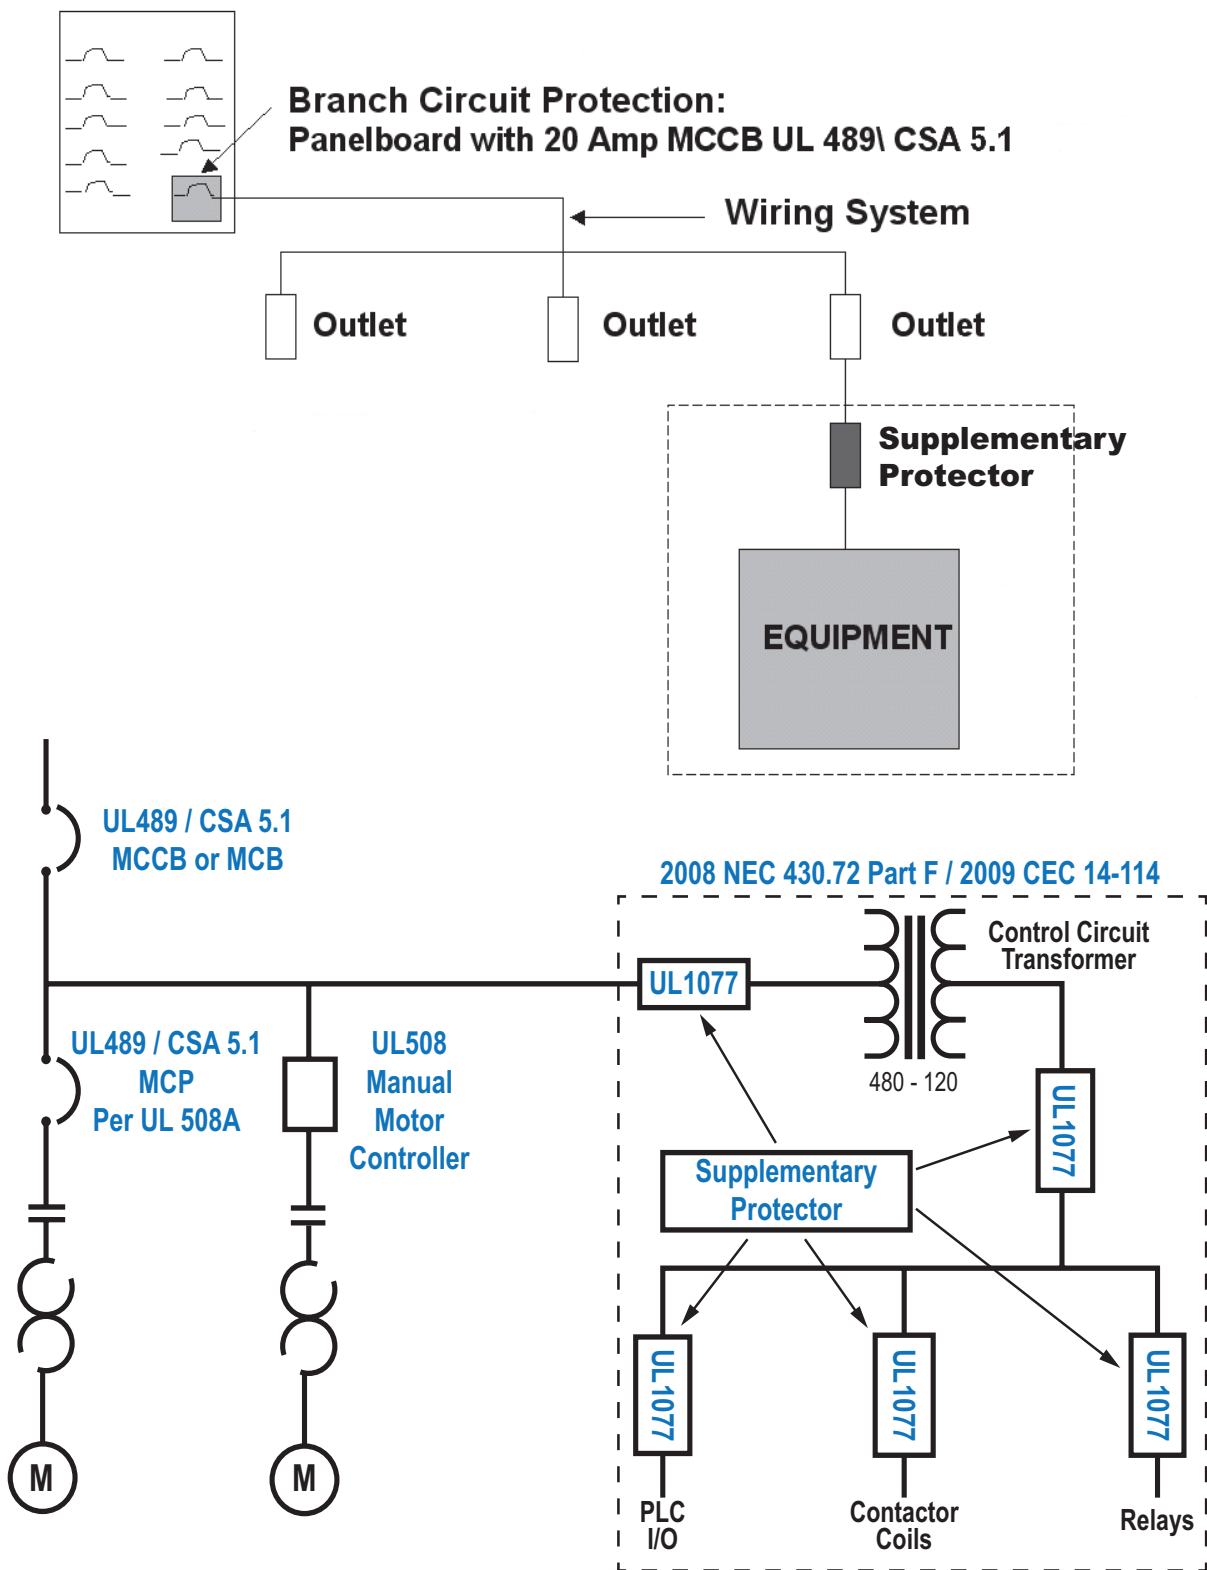 Branch Circuit Protection:
Panelboard with 20 Amp MCCB UL 489\ CSA 5.1
Wiring System
Outlet
Outlet
Outlet
Supplementary
Protector
EQUIPMENT
UL489 / CSA 5.1
MCCB or MCB
2008 NEC 430.72 Part F / 2009 CEC 14-114
Control Circuit
Transformer
UL1077
480 - 120
UL489 / CSA 5.1
MCP
Per UL 508A
UL508
Manual
Motor
Controller
UL1077
Supplementary
Protector
UL1077
UL1077
UL1077
M
M
PLC
I/O
Contactor
Coils
Relays